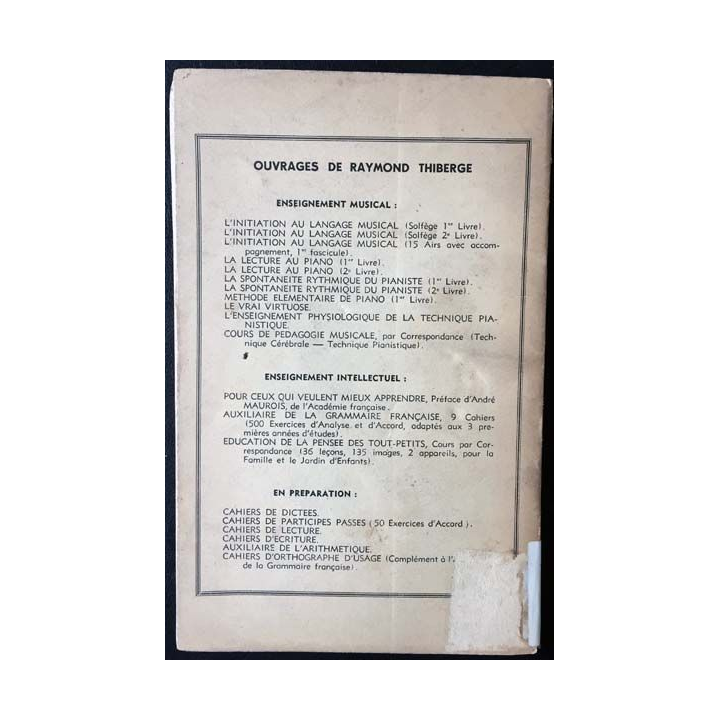 OUVRAGES DE RAYMOND THIBERGE
ENSEIGNEMENT MUSICAL :
L'INITIATION AU LANGAGE MUSICAL (Solfège 1er Livre).
L'INITIATION AU LANGAGE MUSICAL (Solfège 2e Livre).
L'INITIATION AU LANGAGE MUSICAL (15 Airs avec accom-
pagnement, 1er fascicule).
LA LECTURE AU PIANO (1er Livre).
LA LECTURE AU PIANO (2e Livre).
LA SPONTANEITE RYTHMIQUE DU PIANISTE (1er Livre).
LA SPONTANEITE RYTHMIQUE DU PIANISTE (2e Livre).
METHODE ELEMENTAIRE DE PIANO (1er Livre).
LE VRAI VIRTUOSE.
L'ENSEIGNEMENT PHYSIOLOGIQUE DE LA TECHNIQUE PIA-
NISTIQUE.
COURS DE PEDAGOGIE MUSICALE, par Correspondance (Tech-
nique Cérébrale — Technique Pianistique).
ENSEIGNEMENT INTELLECTUEL :
POUR CEUX QUI VEULENT MIEUX APPRENDRE, Préface d'André
MAUROIS, de l'Académie française.
AUXILIAIRE DE LA GRAMMAIRE FRANÇAISE, 9 Cahiers
(500 Exercices d'Analyse et d'Accord, adaptés aux 3 pre-
mières années d'études).
EDUCATION DE LA PENSEE DES TOUT-PETITS, Cours par Cor-
respondance (36 leçons, 135 images, 2 appareils, pour la
Famille et le Jardin d'Enfants).
EN PREPARATION :
CAHIERS DE DICTEES.
CAHIERS DE PARTICIPES PASSES (50 Exercices d'Accord).
CAHIERS DE LECTURE.
CAHIERS D'ECRITURE.
AUXILIAIRE DE L'ARITHMETIQUE.
CAHIERS D'ORTHOGRAPHE D'USAGE (Complément à
de la Grammaire française).